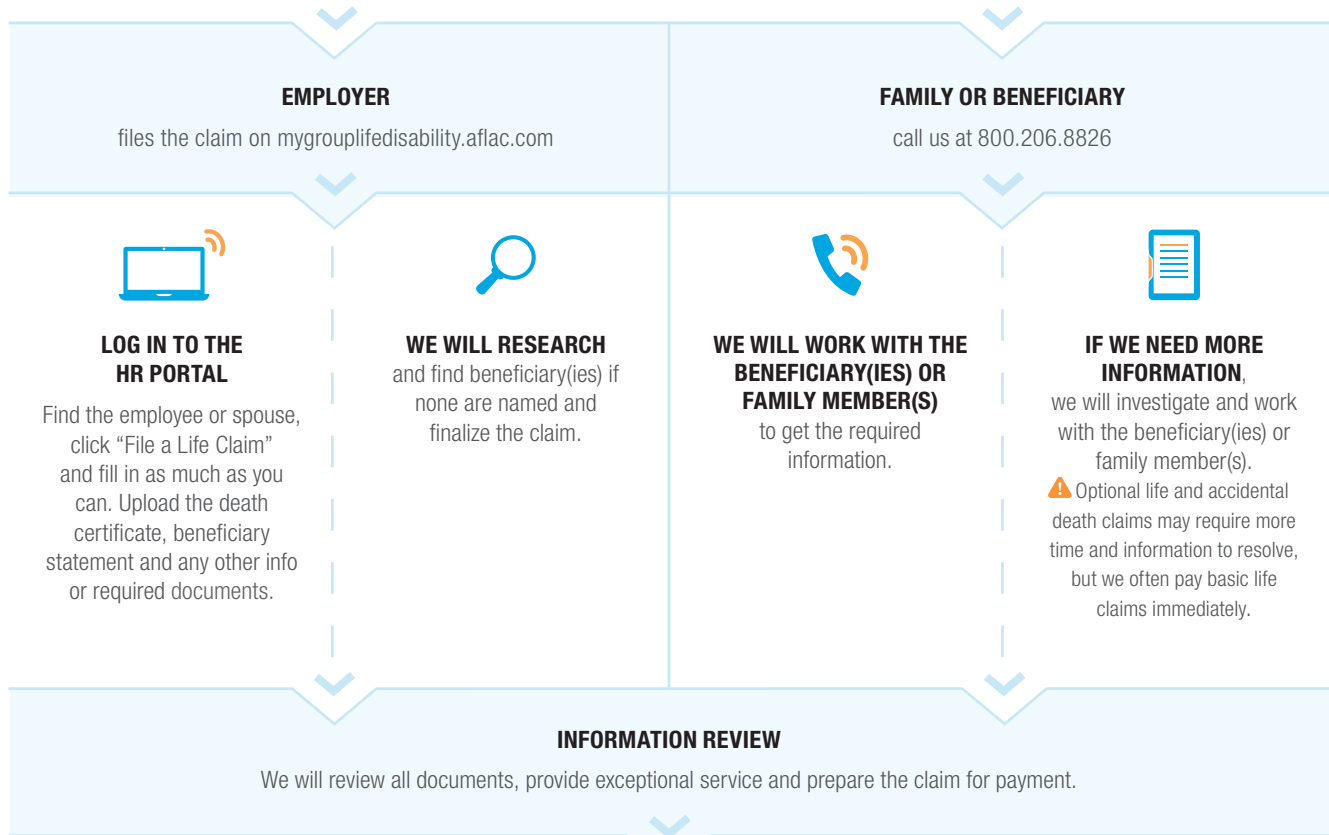 EMPLOYER
files the claim on mygrouplifedisability.aflac.com
FAMILY OR BENEFICIARY
call us at 800.206.8826
LOG IN TO THE
HR PORTAL
Find the employee or spouse,
click “File a Life Claim”
and fill in as much as you
can. Upload the death
certificate, beneficiary
statement and any other info
or required documents.
WE WILL RESEARCH
and find beneficiary(ies) if
none are named and
finalize the claim.
WE WILL WORK WITH THE
BENEFICIARY(IES) OR
FAMILY MEMBER(S)
to get the required
information.
IF WE NEED MORE
INFORMATION,
we will investigate and work
with the beneficiary(ies) or
family member(s).
Optional life and accidental
death claims may require more
time and information to resolve,
but we often pay basic life
claims immediately.
INFORMATION REVIEW
We will review all documents, provide exceptional service and prepare the claim for payment.